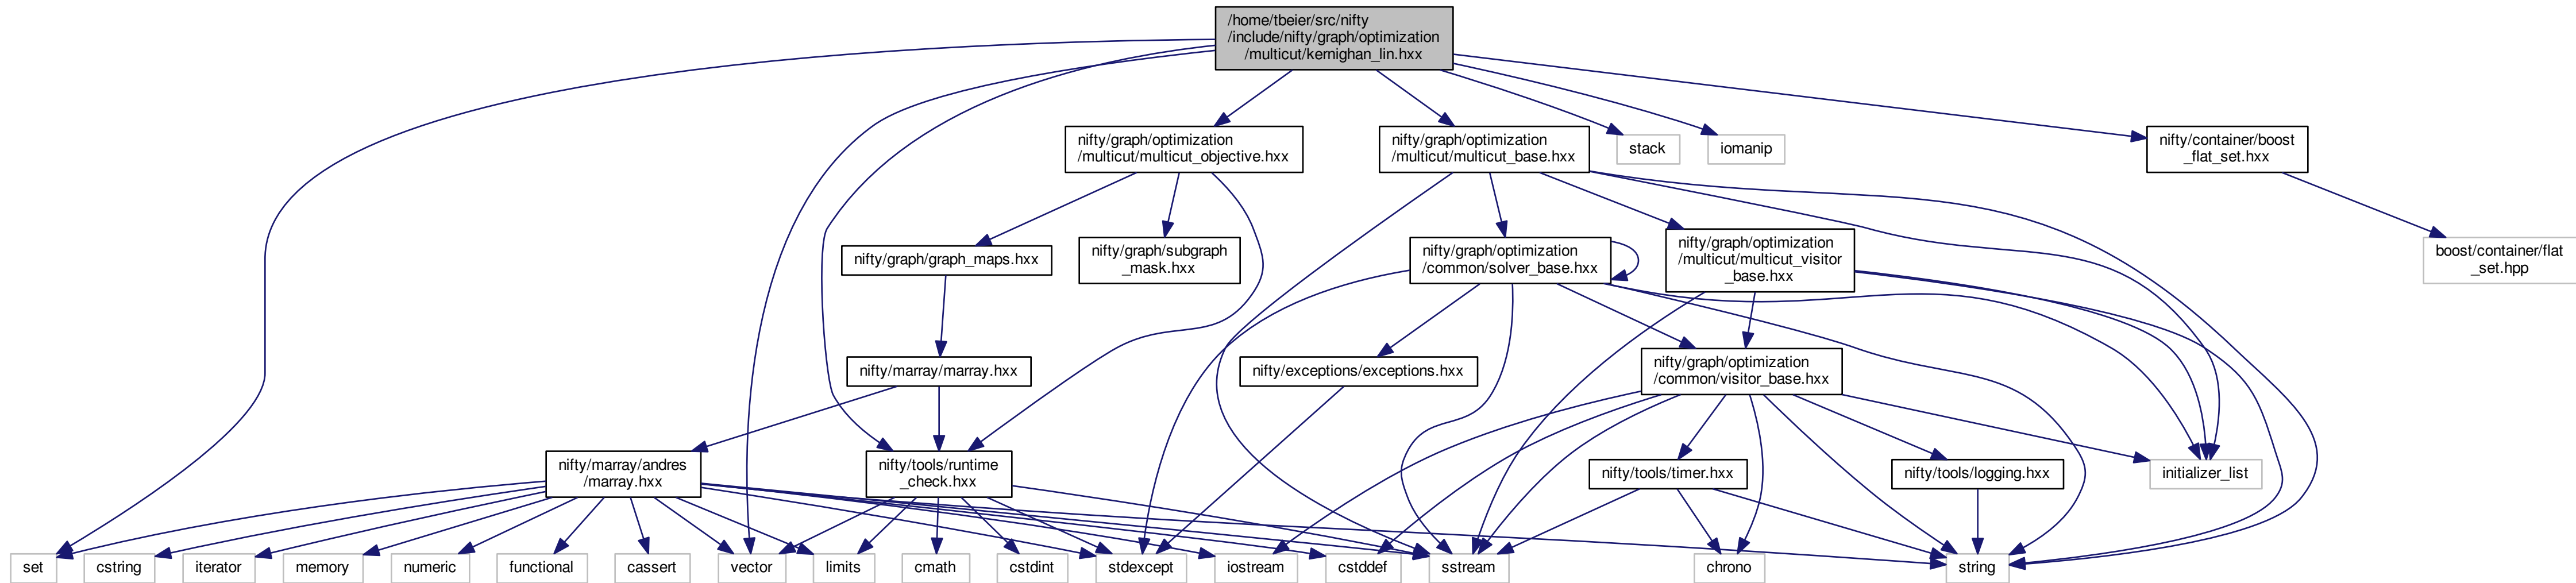 /home/tbeier/src/nifty
/include/nifty/graph/optimization
/multicut/kernighan_lin.hxx
nifty/graph/optimization
/multicut/multicut_objective.hxx
nifty/graph/optimization
/multicut/multicut_base.hxx
stack
iomanip
nifty/container/boost
_flat_set.hxx
nifty/graph/graph_maps.hxx
nifty/graph/subgraph
_mask.hxx
nifty/graph/optimization
/common/solver_base.hxx
nifty/graph/optimization
/multicut/multicut_visitor
_base.hxx
boost/container/flat
_set.hpp
nifty/marray/marray.hxx
nifty/exceptions/exceptions.hxx
nifty/graph/optimization
/common/visitor_base.hxx
nifty/marray/andres
/marray.hxx
nifty/tools/runtime
_check.hxx
nifty/tools/timer.hxx
nifty/tools/logging.hxx
initializer_list
set
cstring
iterator
memory
numeric
functional
cassert
vector
limits
cmath
cstdint
stdexcept
iostream
cstddef
sstream
chrono
string